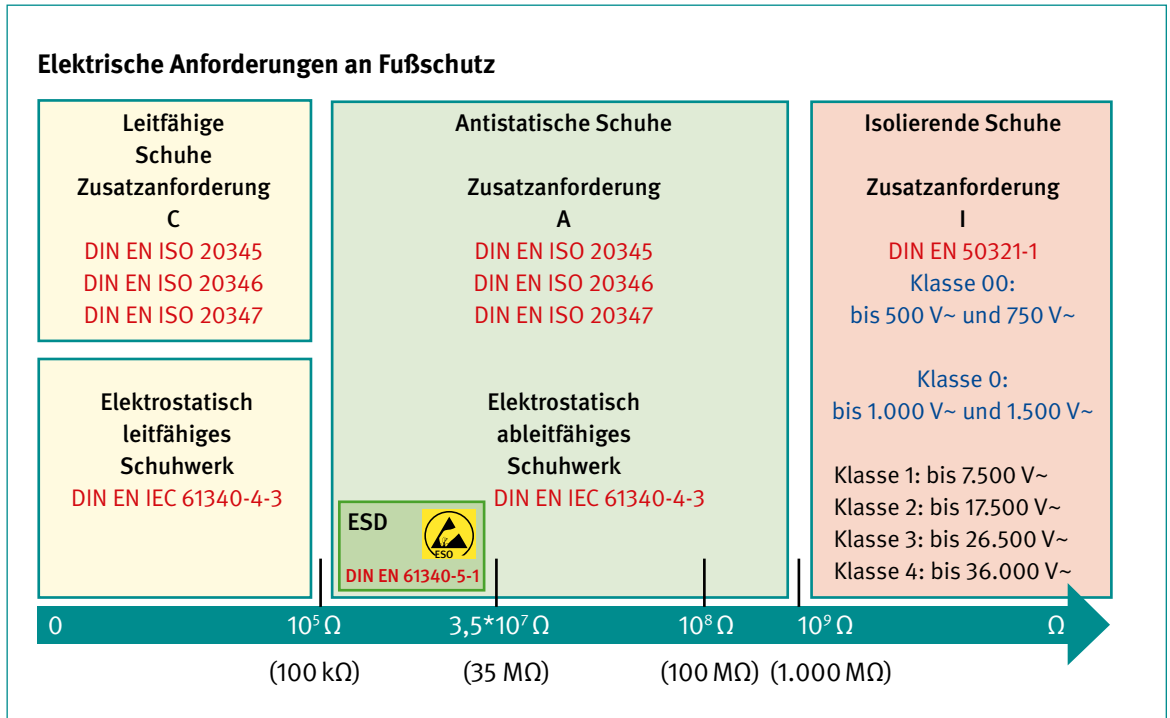 Elektrische Anforderungen an Fußschutz
Leitfähige
Schuhe
Zusatzanforderung
C
DIN EN ISO 20345
DIN EN ISO 20346
DIN EN ISO 20347
Elektrostatisch
leitfähiges
Schuhwerk
DIN EN IEC 61340-4-3
Antistatische Schuhe
Zusatzanforderung
A
DIN EN ISO 20345
DIN EN ISO 20346
DIN EN ISO 20347
Elektrostatisch
ableitfähiges
Schuhwerk
DIN EN IEC 61340-4-3
ESD
ESO
DIN EN 61340-5-1
Isolierende Schuhe
Zusatzanforderung
I
DIN EN 50321-1
Klasse 00:
bis 500 V~ und 750 V~
Klasse 0:
bis 1.000 V~ und 1.500 V~
Klasse 1: bis 7.500 V~
Klasse 2: bis 17.500 V~
Klasse 3: bis 26.500 V~
Klasse 4: bis 36.000 V~
0 10⁵ Ω 3,5*10⁷ Ω 10⁸ Ω 10⁹ Ω Ω
(100 kΩ) (35 MΩ) (100 MΩ) (1.000 MΩ)